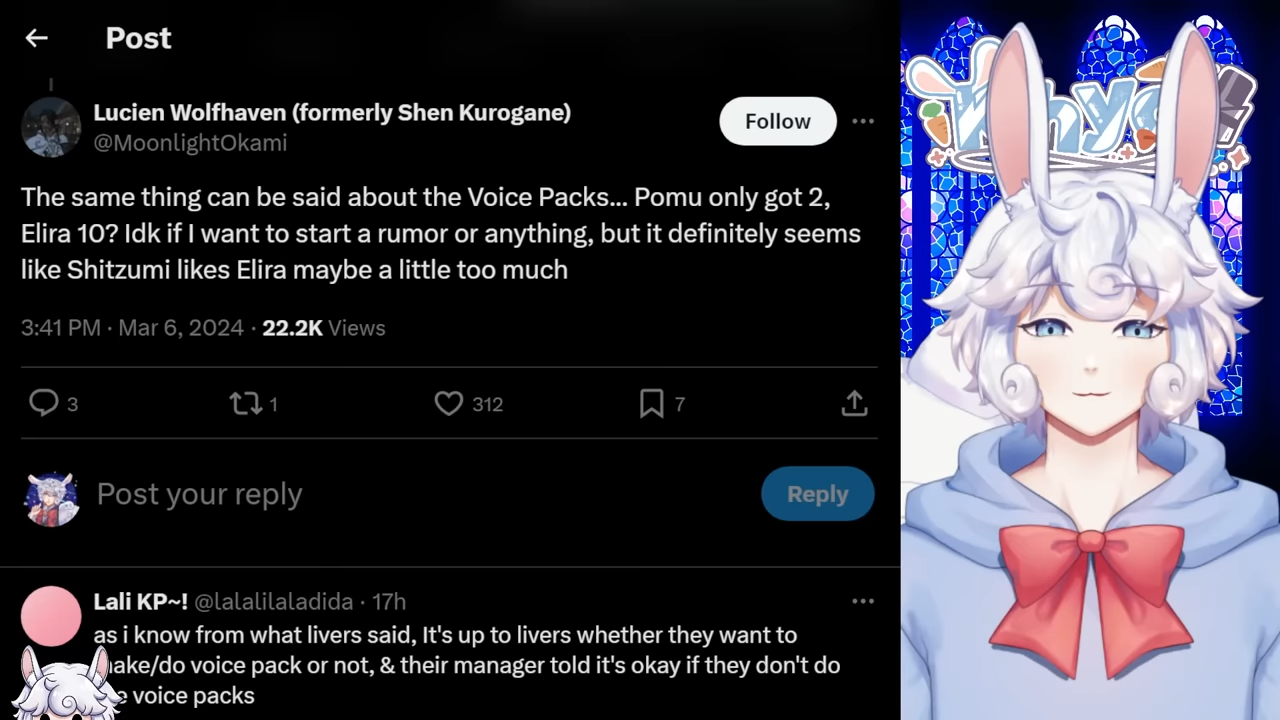 Post
Lucien Wolfhaven (formerly Shen Kurogane)
@MoonlightOkami
Follow
The same thing can be said about the Voice Packs... Pomu only got 2,
Elira 10? Idk if I want to start a rumor or anything, but it definitely seems
like Shitzumi likes Elira maybe a little too much
3:41 PM · Mar 6, 2024 · 22.2K Views
3
1
312
7
Post your reply
Reply
Lali KP~! @lalalilaladida · 17h
as i know from what livers said, It's up to livers whether they want to
make/do voice pack or not, & their manager told it's okay if they don't do
voice packs